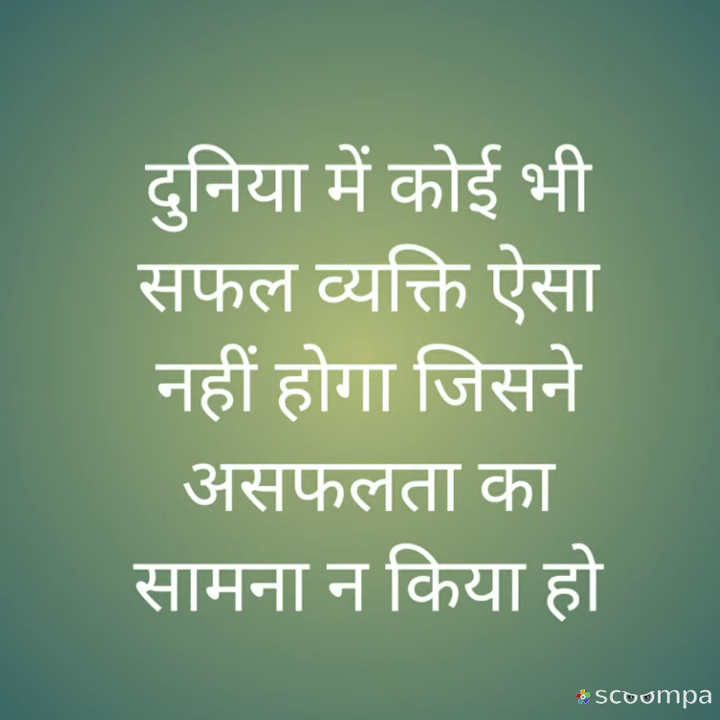 दुनिया में कोई भी
सफल व्यक्ति ऐसा
नहीं होगा जिसने
असफलता का
सामना न किया हो
scoompa